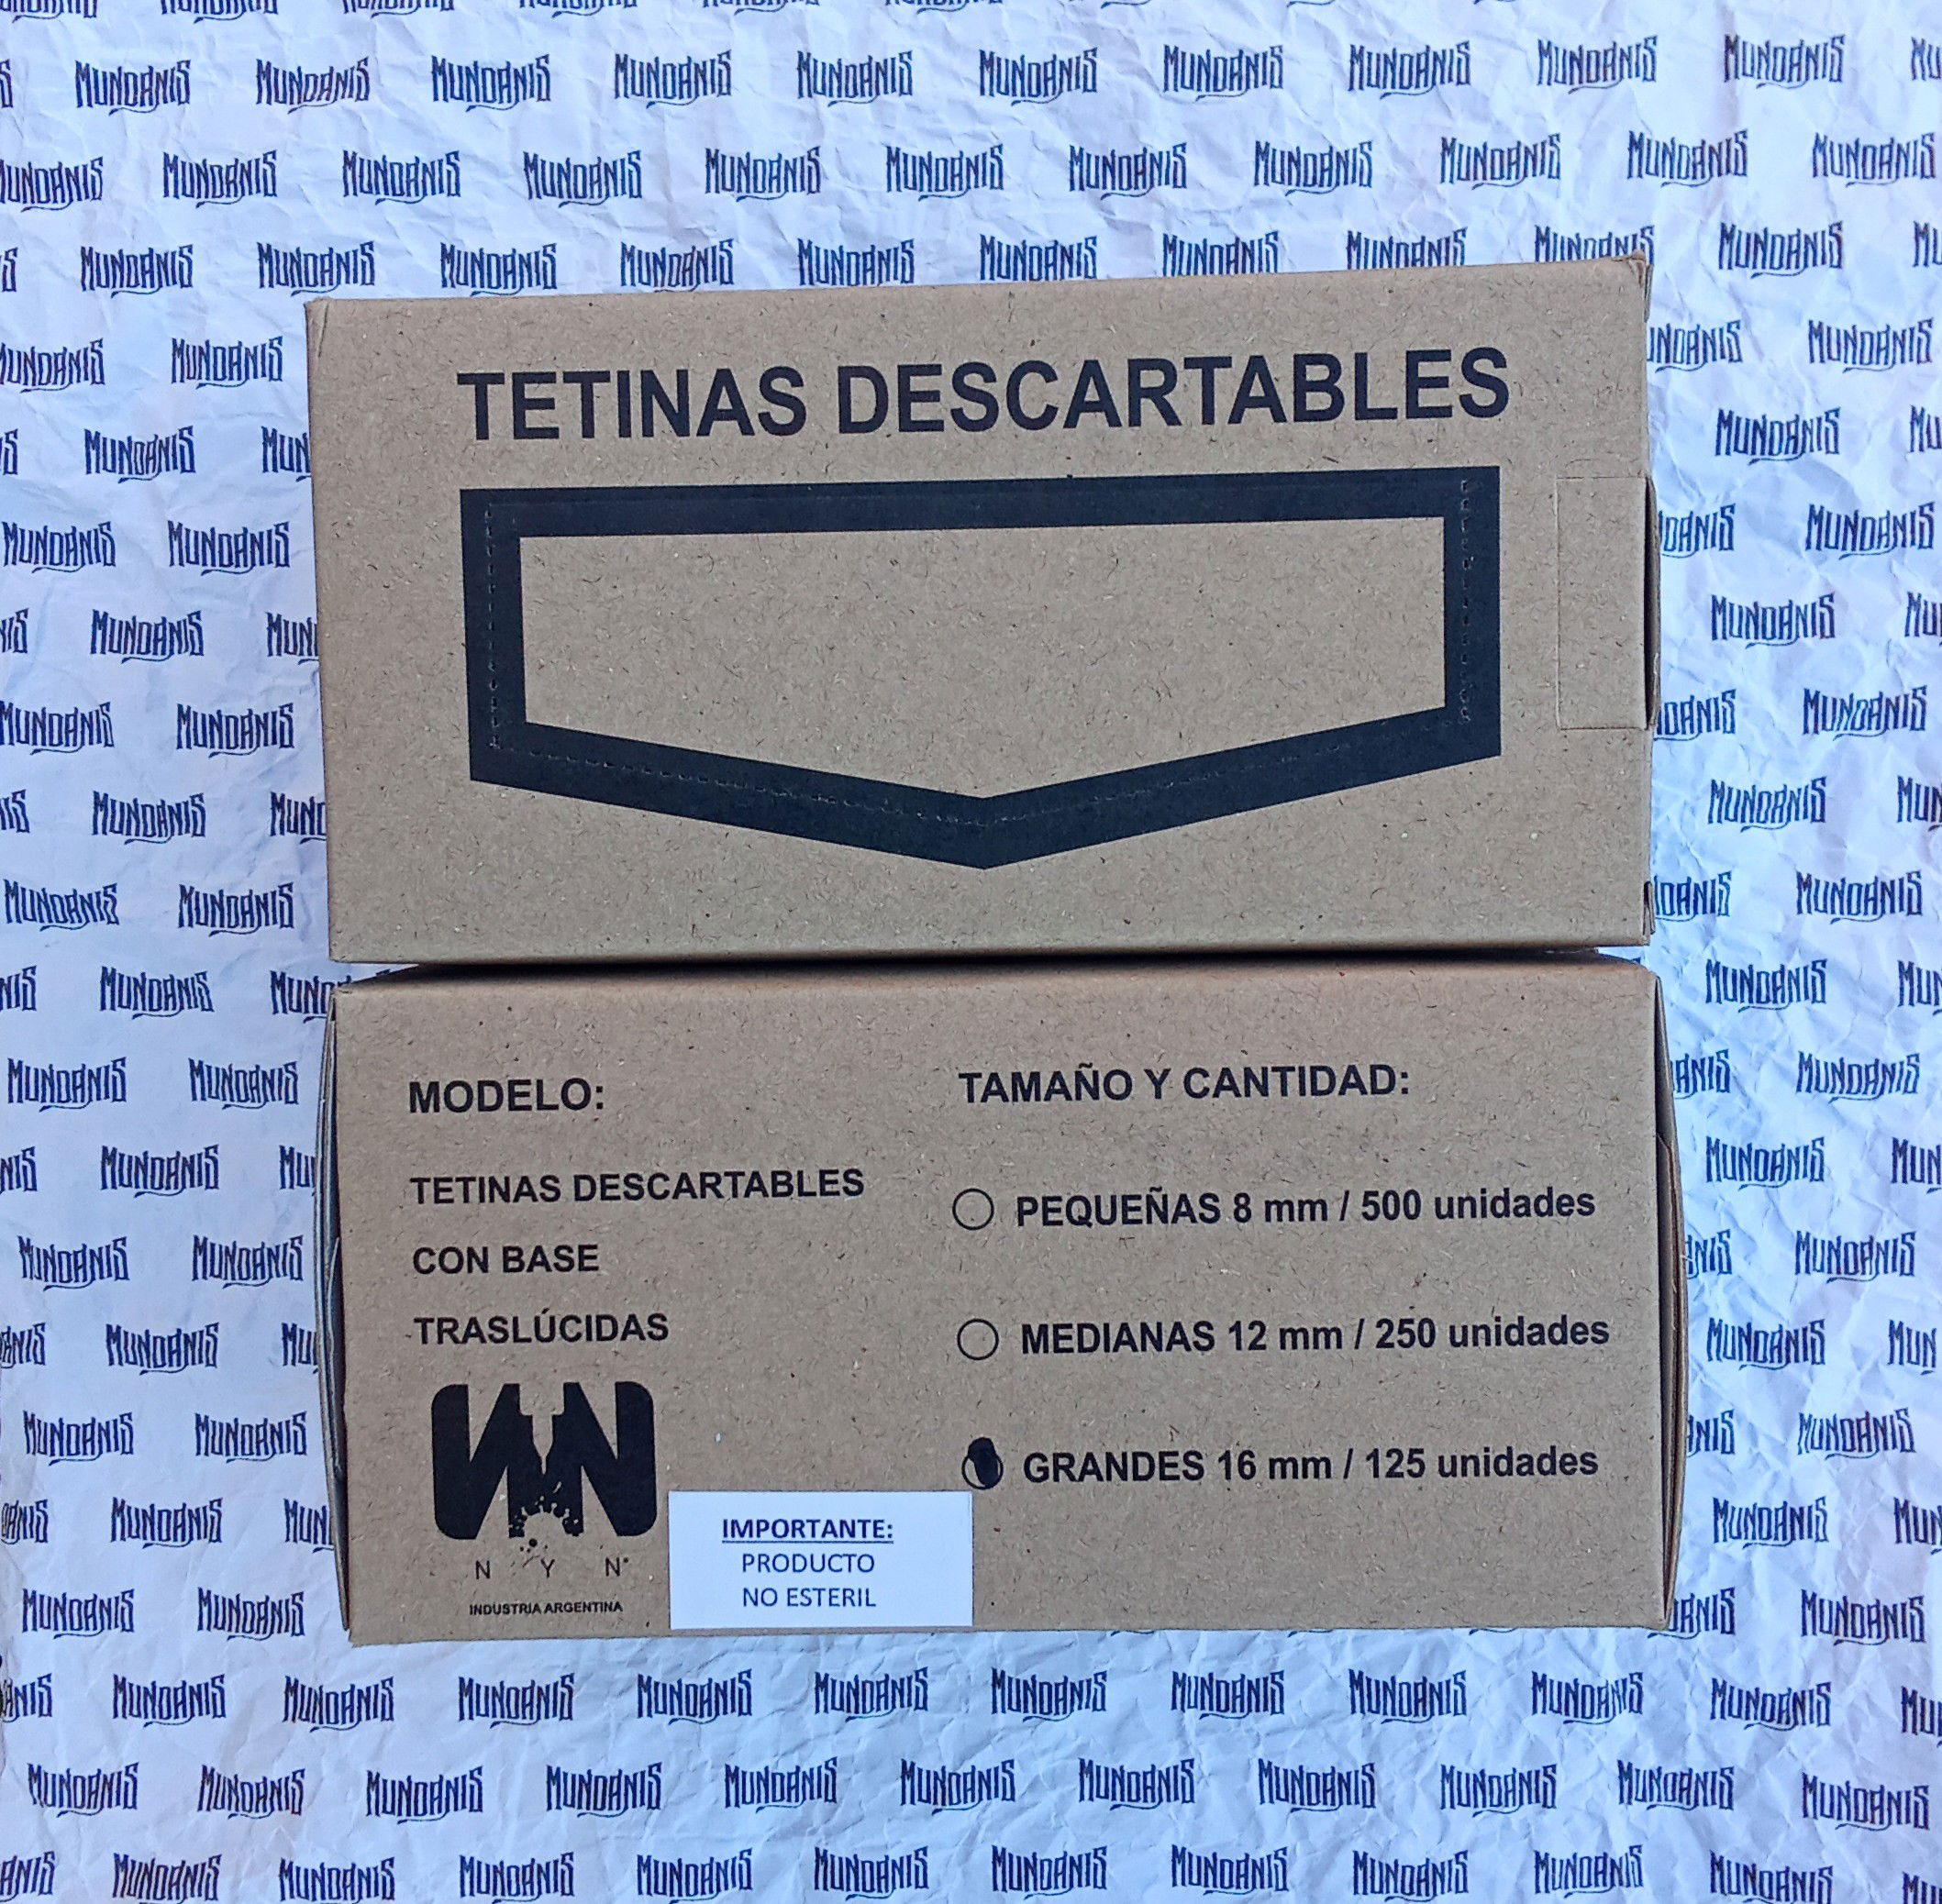 MUNDANIS
TETINAS DESCARTABLES
MODELO:
TETINAS DESCARTABLES
CON BASE
TRASLÚCIDAS
N Y N
INDUSTRIA ARGENTINA
TAMAÑO Y CANTIDAD:
PEQUEÑAS 8 mm / 500 unidades
MEDIANAS 12 mm / 250 unidades
GRANDES 16 mm / 125 unidades
IMPORTANTE:
PRODUCTO
NO ESTERIL